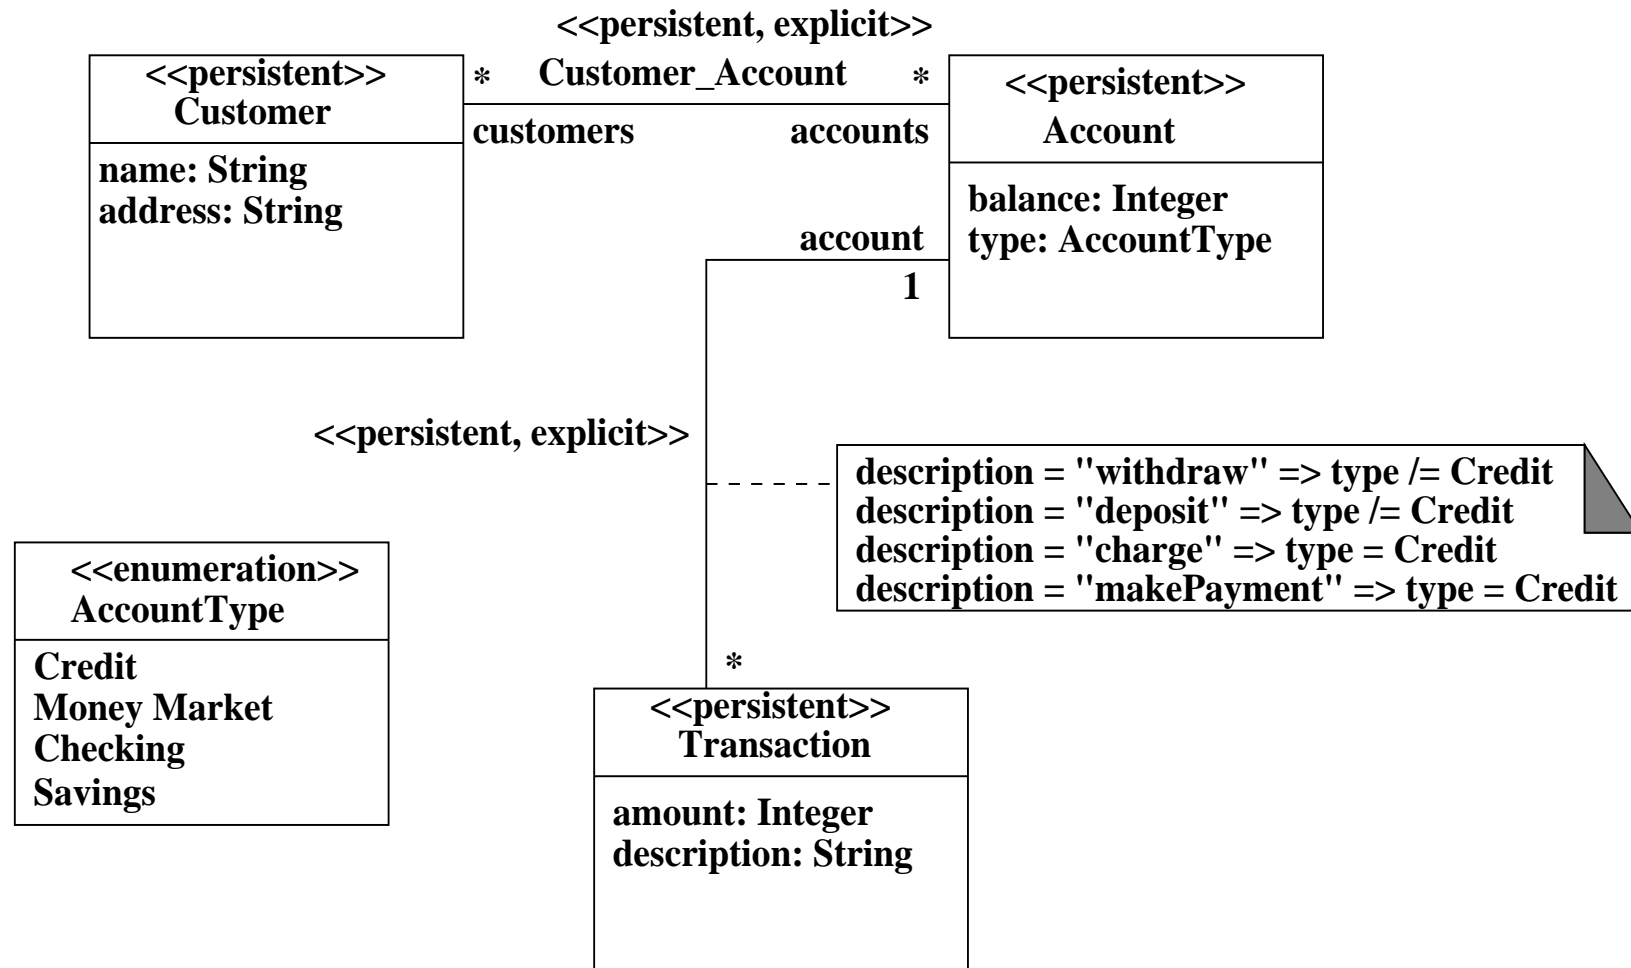 <<persistent, explicit>>
<<persistent>>
Customer
* Customer_Account *
<<persistent>>
Account
customers accounts
name: String
address: String
balance: Integer
type: AccountType
account
1
<<persistent, explicit>>
description = "withdraw" => type /= Credit
description = "deposit" => type /= Credit
description = "charge" => type = Credit
description = "makePayment" => type = Credit
<<enumeration>>
AccountType
Credit
Money Market
Checking
Savings
*
<<persistent>>
Transaction
amount: Integer
description: String